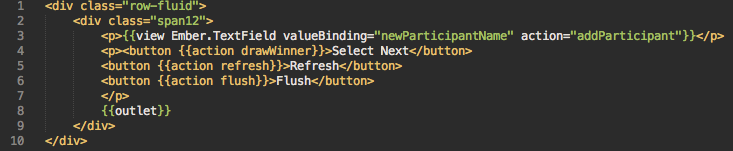 1 <div class="row-fluid">
2     <div class="span12">
3         <p>{{view Ember.TextField valueBinding="newParticipantName" action="addParticipant"}}</p>
4         <p><button {{action drawWinner}}>Select Next</button>
5         <button {{action refresh}}>Refresh</button>
6         <button {{action flush}}>Flush</button>
7         </p>
8         {{outlet}}
9     </div>
10 </div>